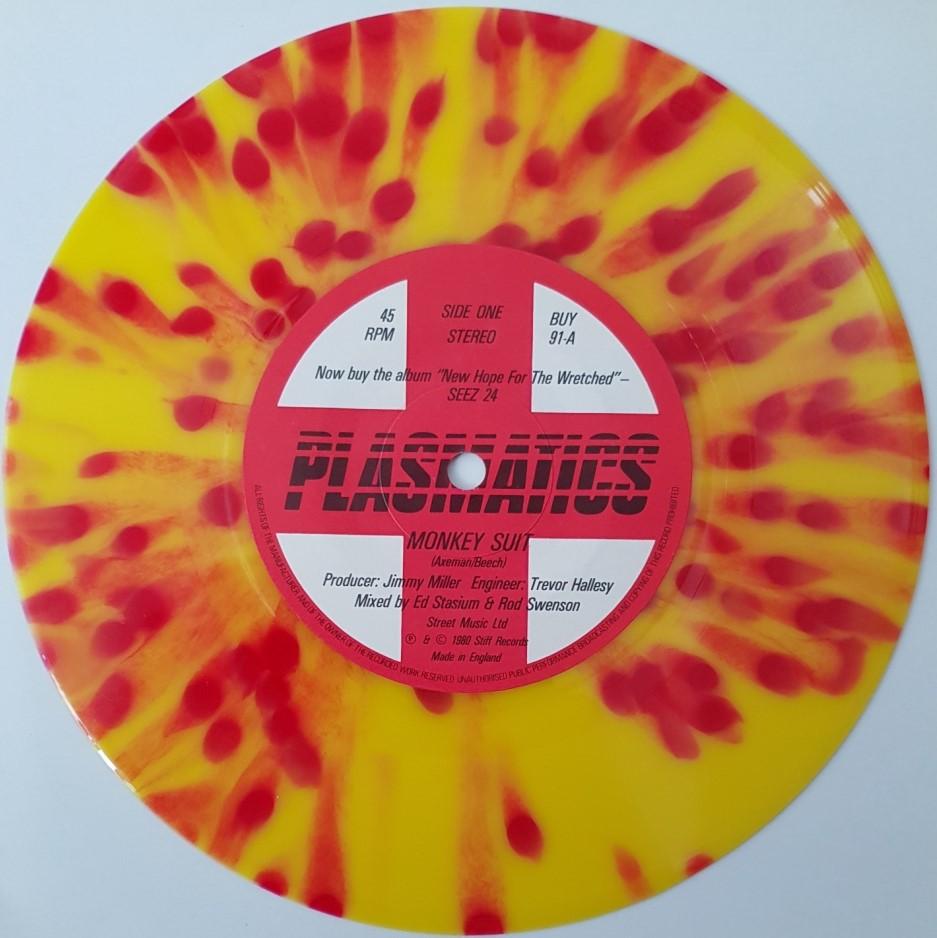 45
RPM
SIDE ONE
STEREO
BUY
91-A
Now buy the album "New Hope For The Wretched"–
SEEZ 24
PLASMATICS
MONKEY SUIT
(Axeman/Beech)
Producer: Jimmy Miller Engineer: Trevor Hallesy
Mixed by Ed Stasium & Rod Swenson
Street Music Ltd
Ⓟ & © 1980 Stiff Records
Made in England
ALL RIGHTS OF THE MANUFACTURER AND OF THE OWNER OF THE RECORDED WORK RESERVED UNAUTHORISED PUBLIC PERFORMANCE BROADCASTING AND COPYING OF THIS RECORD PROHIBITED